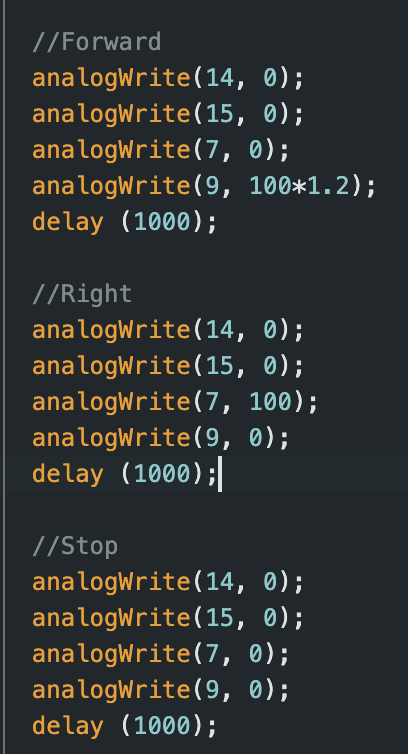 //Forward
analogWrite(14, 0);
analogWrite(15, 0);
analogWrite(7, 0);
analogWrite(9, 100*1.2);
delay (1000);
//Right
analogWrite(14, 0);
analogWrite(15, 0);
analogWrite(7, 100);
analogWrite(9, 0);
delay (1000);
//Stop
analogWrite(14, 0);
analogWrite(15, 0);
analogWrite(7, 0);
analogWrite(9, 0);
delay (1000);